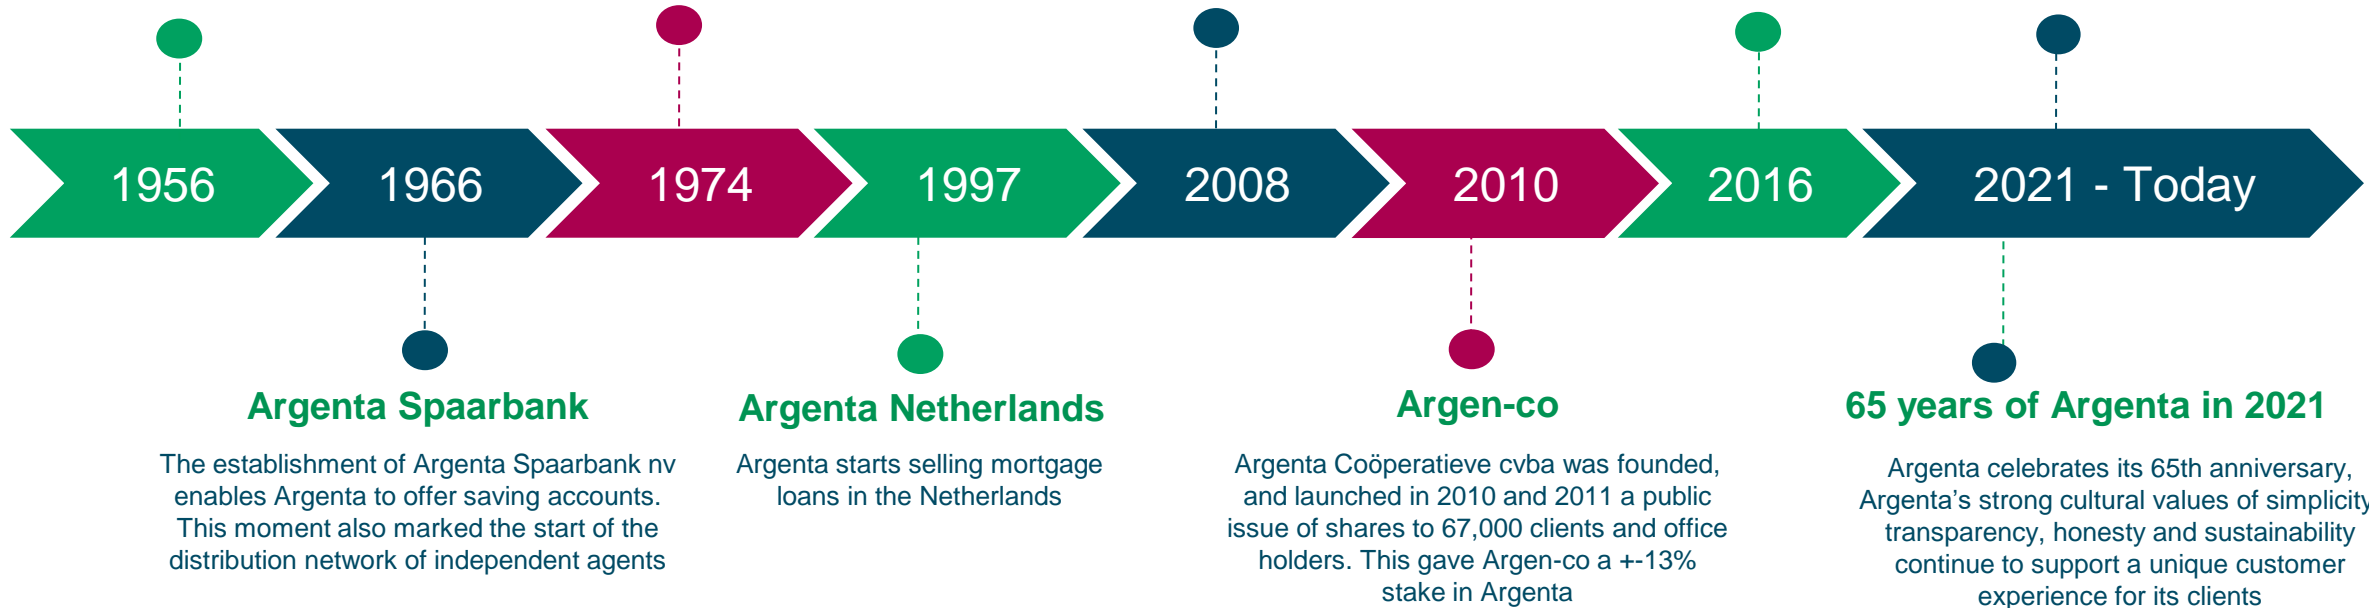 1956
1966
1974
1997
2008
2010
2016
2021 - Today
Argenta Spaarbank
The establishment of Argenta Spaarbank nv
enables Argenta to offer saving accounts.
This moment also marked the start of the
distribution network of independent agents
Argenta Netherlands
Argenta starts selling mortgage
loans in the Netherlands
Argen-co
Argenta Coöperatieve cvba was founded,
and launched in 2010 and 2011 a public
issue of shares to 67,000 clients and office
holders. This gave Argen-co a +-13%
stake in Argenta
65 years of Argenta in 2021
Argenta celebrates its 65th anniversary,
Argenta’s strong cultural values of simplicity
transparency, honesty and sustainability
continue to support a unique customer
experience for its clients